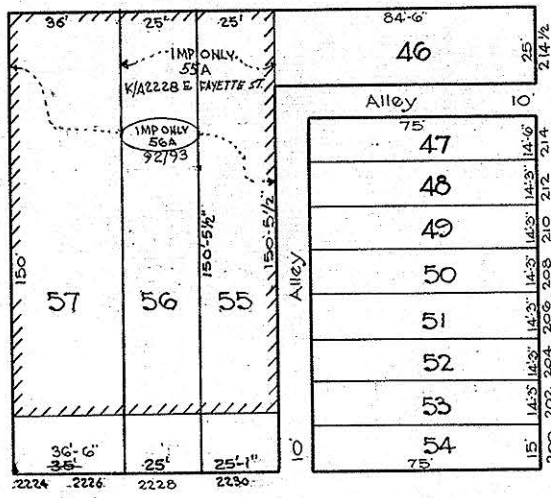 36' 25' 25' 84'-6"
46 25' 214½
IMP ONLY
55A
K/A2228 E. FAYETTE ST.
Alley 10'
IMP ONLY
56A
92/93
75'
47 14'-6" 214
48 14'-3" 212
49 14'-3" 210
50 14'-3" 208
51 14'-3" 206
52 14'-3" 204
53 14'-3" 202
54 15' 200
75'
150' 150'-5½" 150'-5½"
Alley
10'
57 56 55
36'-6"
35' 25' 25'-1"
2224 2226 2228 2230